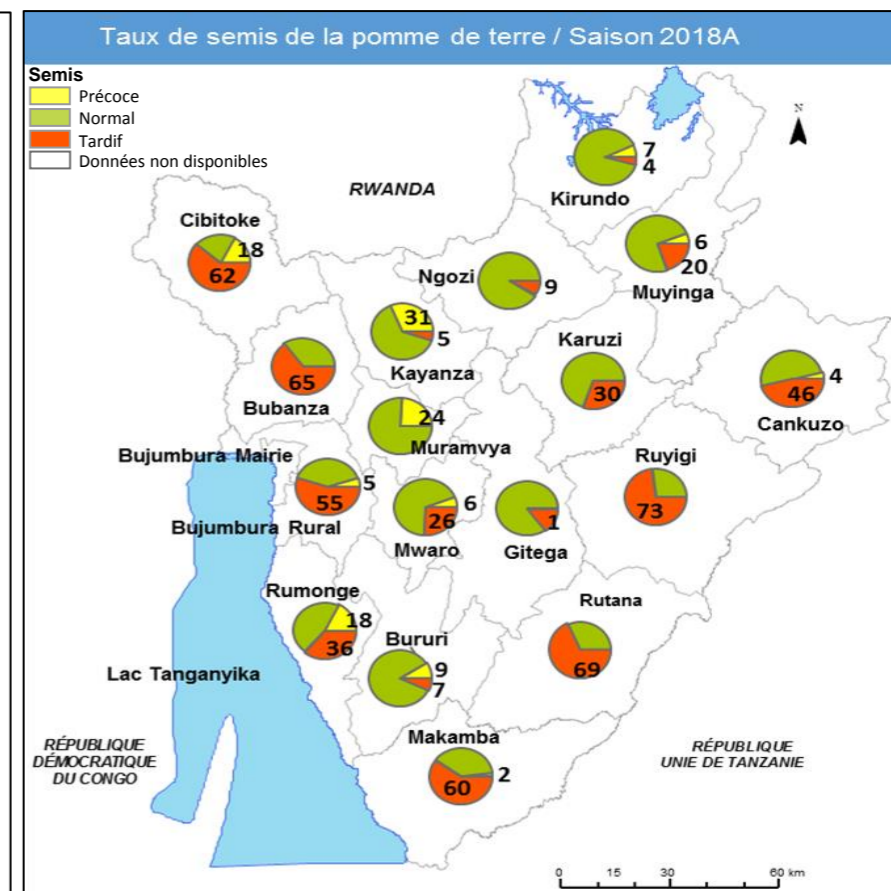 Taux de semis de la pomme de terre / Saison 2018A
Semis
Précoce
Normal
Tardif
Données non disponibles
N
RWANDA
7
4
Kirundo
Cibitoke
18
62
6
20
Muyinga
Ngozi
9
31
5
Kayanza
Karuzi
30
4
46
Cankuzo
65
Bubanza
24
Muramvya
Bujumbura Mairie
5
55
Bujumbura Rural
6
26
Mwaro
1
Gitega
Ruyigi
73
Rumonge
18
36
Bururi
9
7
Rutana
69
Lac Tanganyika
Makamba
2
60
RÉPUBLIQUE
DÉMOCRATIQUE
DU CONGO
RÉPUBLIQUE
UNIE DE TANZANIE
0 15 30 60 km